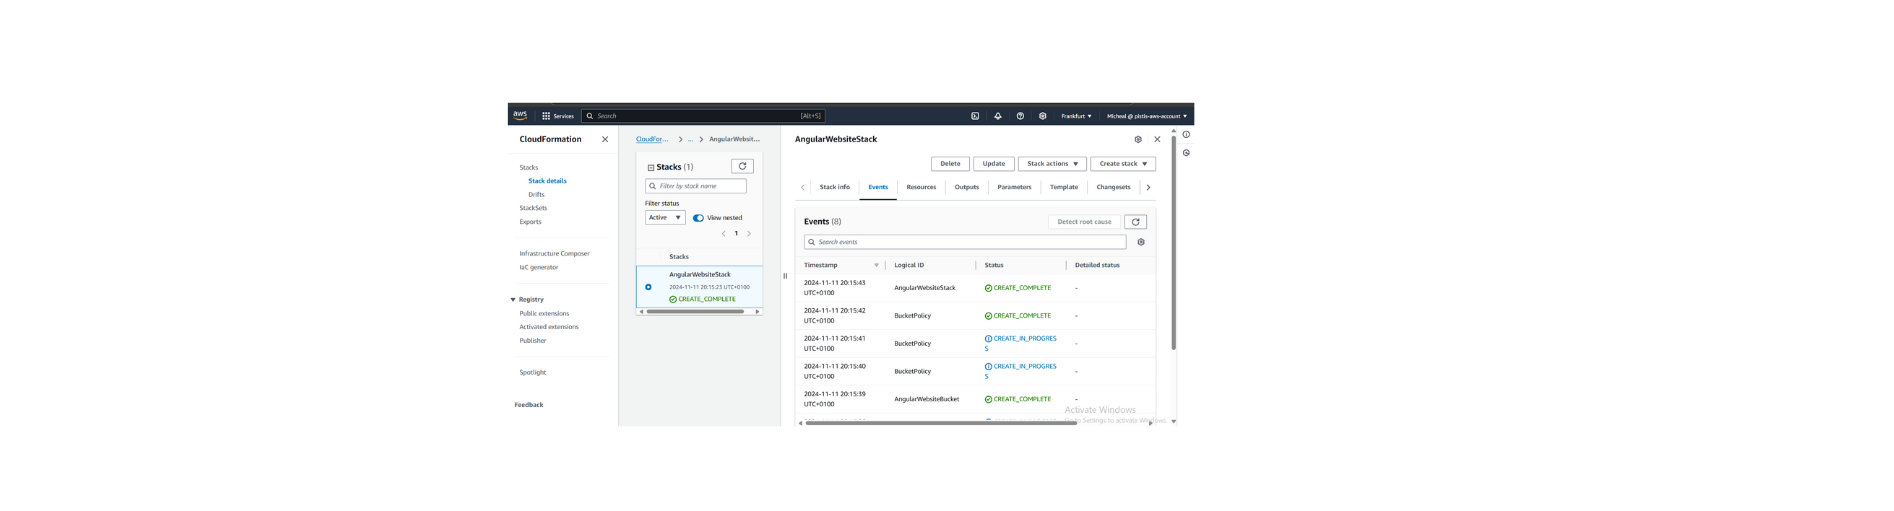 aws
Services
Search
[Alt+S]
Frankfurt
Micheal @ pistis-aws-account
CloudFormation
Stacks
Stack details
Drifts
StackSets
Exports
Infrastructure Composer
IaC generator
Registry
Public extensions
Activated extensions
Publisher
Spotlight
Feedback
CloudFor...
...
AngularWebsit...
Stacks (1)
Filter by stack name
Filter status
Active
View nested
1
Stacks
AngularWebsiteStack
2024-11-11 20:15:23 UTC+0100
CREATE_COMPLETE
AngularWebsiteStack
Delete
Update
Stack actions
Create stack
Stack info
Events
Resources
Outputs
Parameters
Template
Changesets
Events (8)
Detect root cause
Search events
Timestamp
Logical ID
Status
Detailed status
2024-11-11 20:15:43
UTC+0100
AngularWebsiteStack
CREATE_COMPLETE
-
2024-11-11 20:15:42
UTC+0100
BucketPolicy
CREATE_COMPLETE
-
2024-11-11 20:15:41
UTC+0100
BucketPolicy
CREATE_IN_PROGRES
S
-
2024-11-11 20:15:40
UTC+0100
BucketPolicy
CREATE_IN_PROGRES
S
-
2024-11-11 20:15:39
UTC+0100
AngularWebsiteBucket
CREATE_COMPLETE
-
Activate Windows
to Settings to activate Windows.